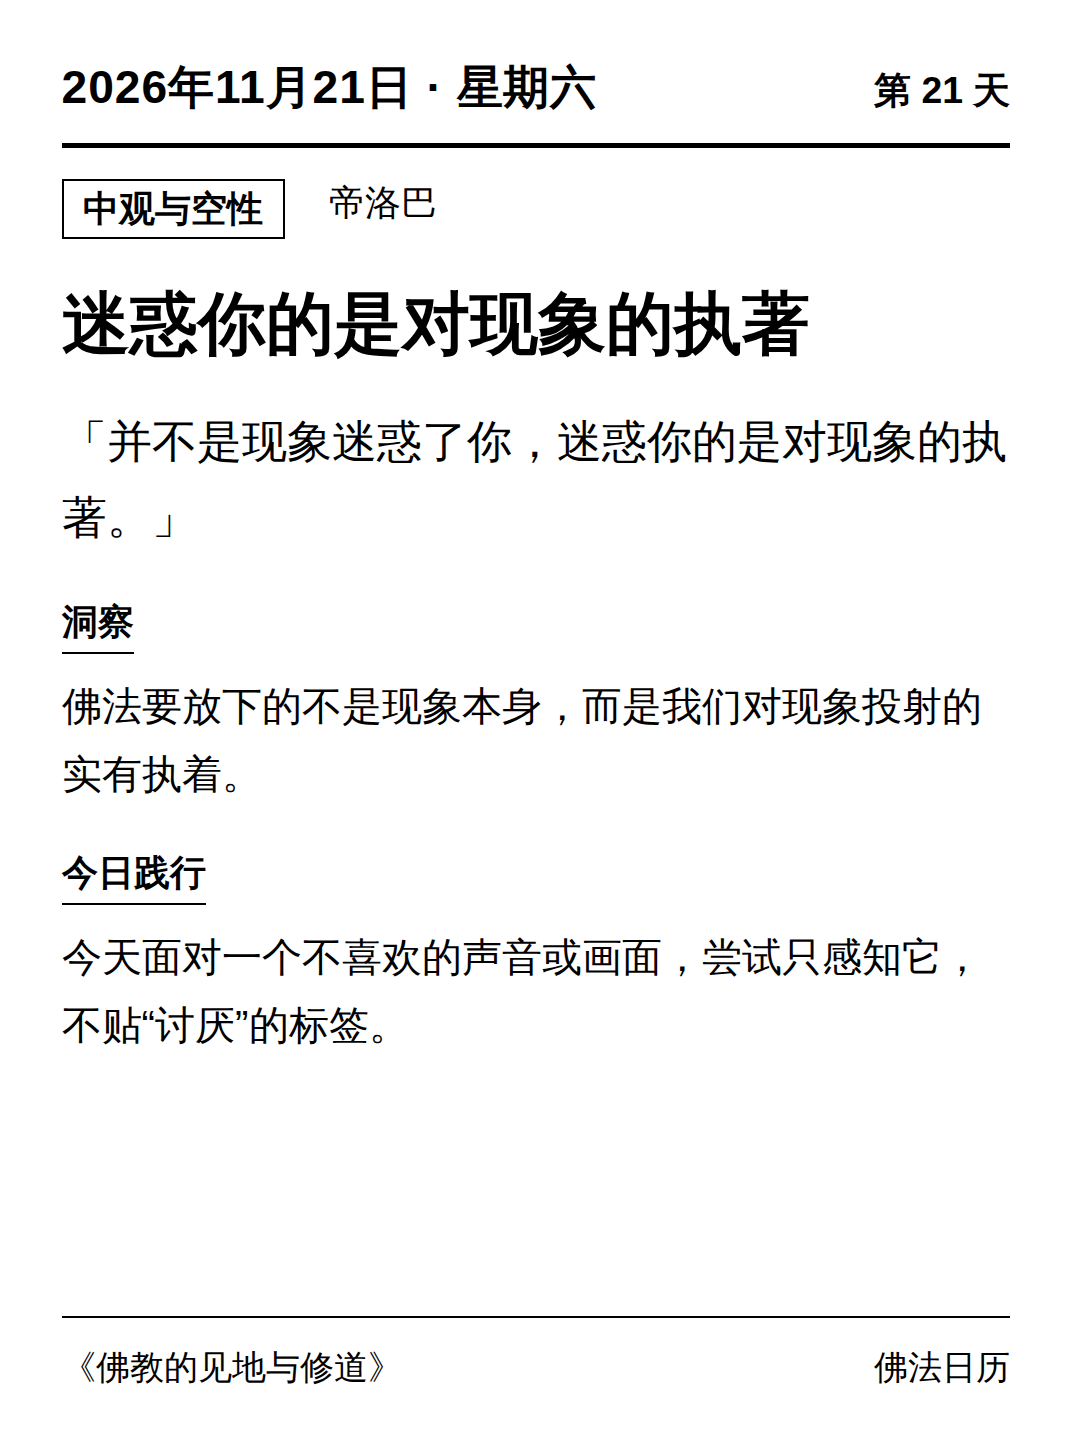 2026年11月21日 · 星期六
第 21 天
中观与空性
帝洛巴
迷惑你的是对现象的执著
「并不是现象迷惑了你，迷惑你的是对现象的执
著。」
洞察
佛法要放下的不是现象本身，而是我们对现象投射的
实有执着。
今日践行
今天面对一个不喜欢的声音或画面，尝试只感知它，
不贴“讨厌”的标签。
《佛教的见地与修道》
佛法日历